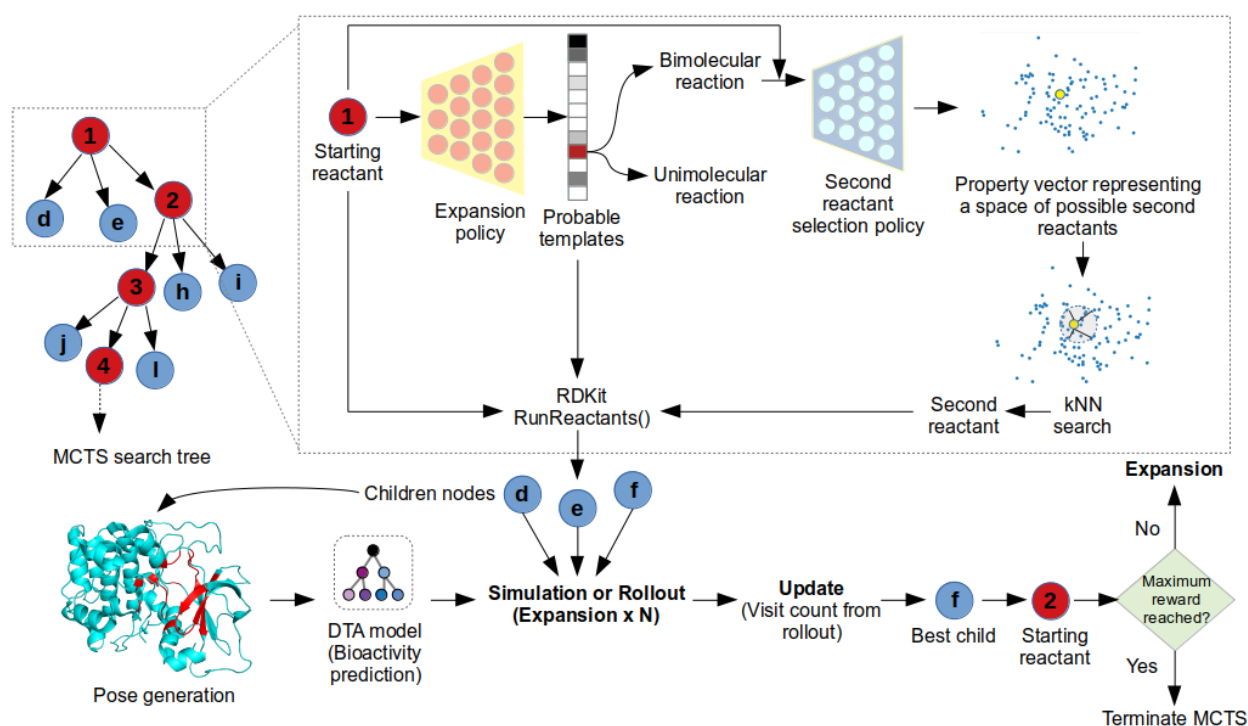 1
d
e
2
3
h
i
j
4
l
MCTS search tree
1
Starting
reactant
Expansion
policy
Probable
templates
Bimolecular
reaction
Unimolecular
reaction
Second
reactant
selection policy
Property vector representing
a space of possible second
reactants
kNN
search
Second
reactant
RDKit
RunReactants()
Children nodes
d
e
f
Pose generation
DTA model
(Bioactivity
prediction)
Simulation or Rollout
(Expansion x N)
Update
(Visit count from
rollout)
f
Best child
2
Starting
reactant
Maximum
reward
reached?
No
Expansion
Yes
Terminate MCTS